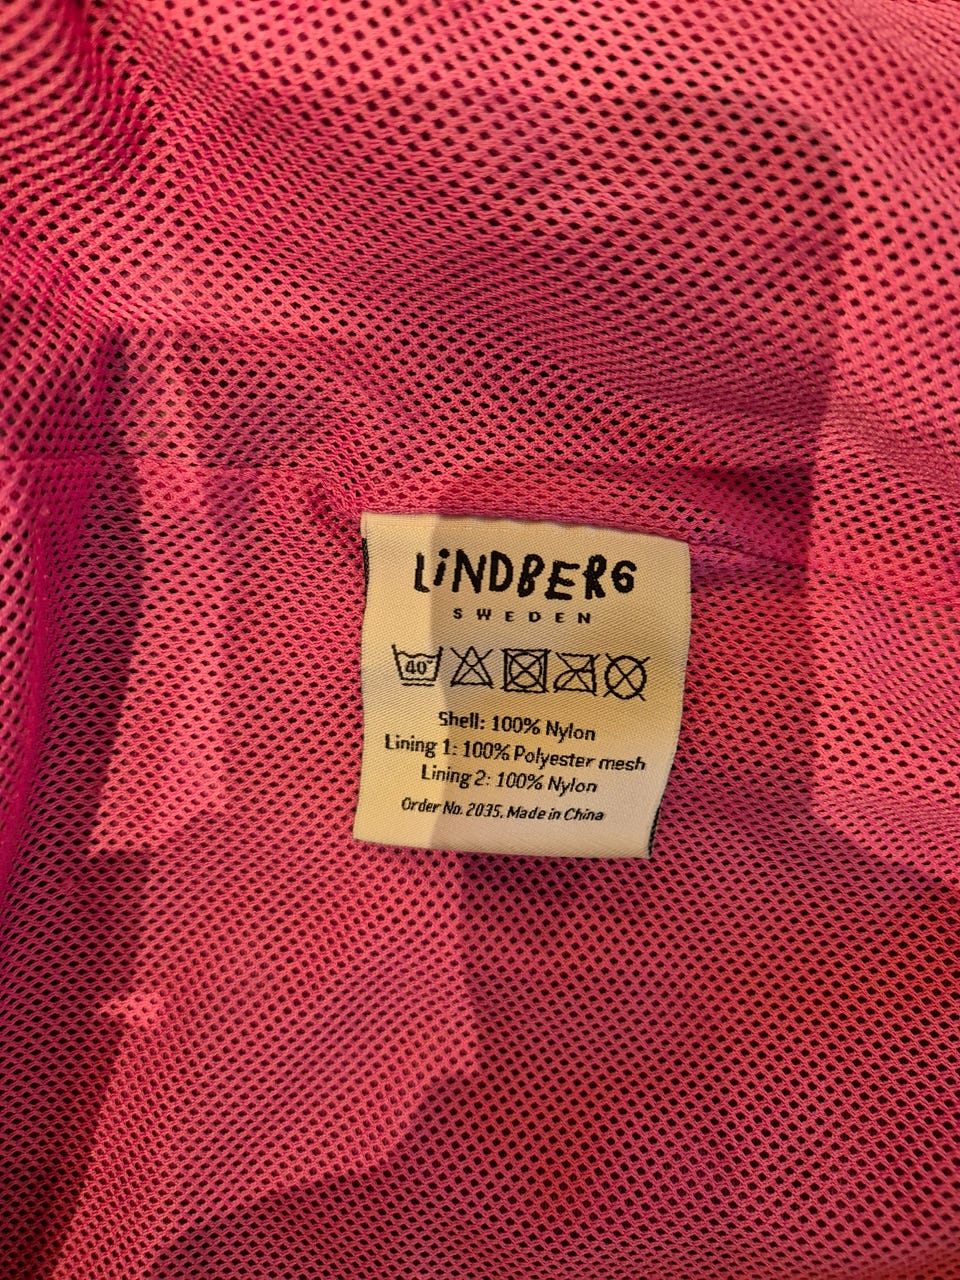 LiNDBERG
SWEDEN
40°
Shell: 100% Nylon
Lining 1: 100% Polyester mesh
Lining 2: 100% Nylon
Order No. 2035. Made in China